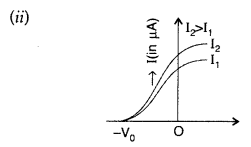 (ii)
I(in μA)
I₂>I₁
I₂
I₁
−V₀
O